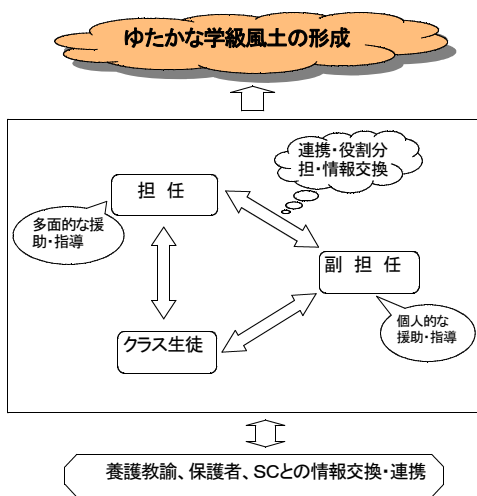 ゆたかな学級風土の形成
連携・役割分
担・情報交換
担 任
多面的な援
助・指導
副 担 任
個人的な
援助・指導
クラス生徒
養護教諭、保護者、SCとの情報交換・連携